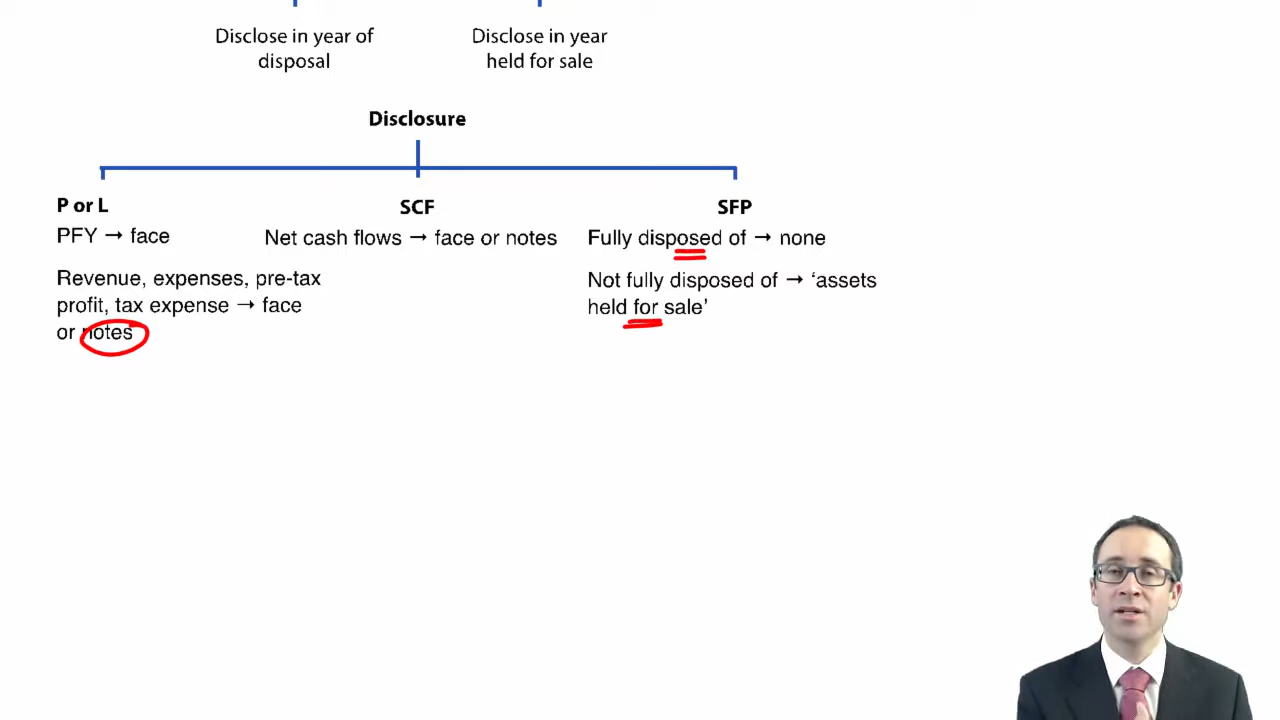 Disclose in year of
disposal
Disclose in year
held for sale
Disclosure
P or L
PFY → face
Revenue, expenses, pre-tax
profit, tax expense → face
or notes
SCF
Net cash flows → face or notes
SFP
Fully disposed of → none
Not fully disposed of → ‘assets
held for sale’